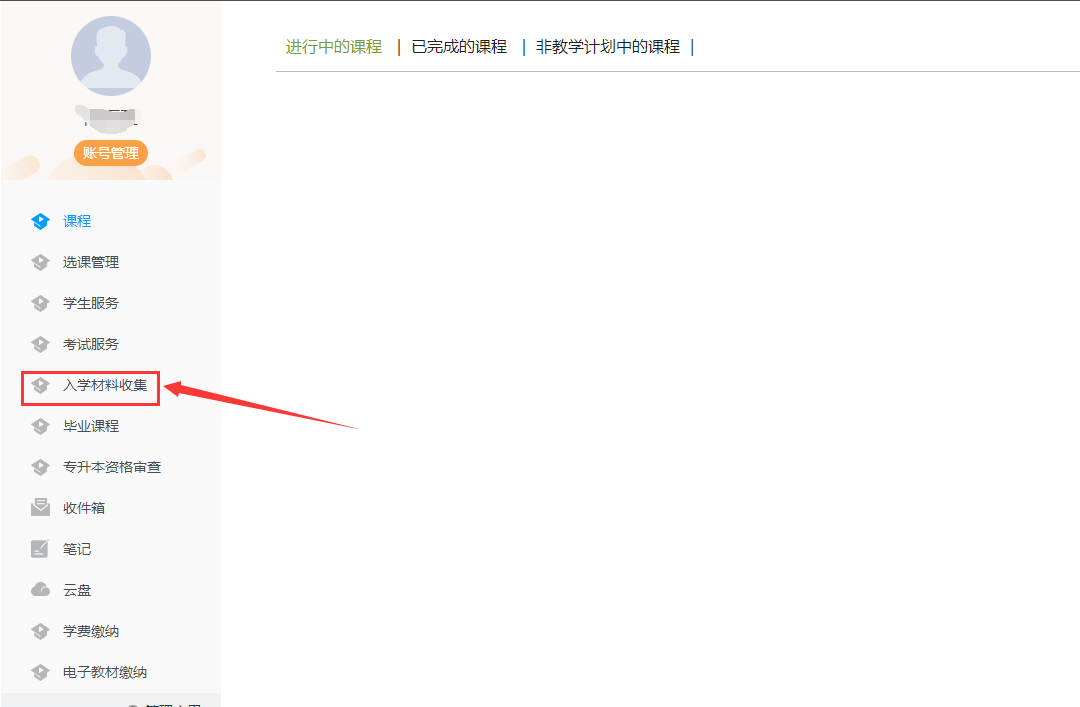 账号管理
课程
选课管理
学生服务
考试服务
入学材料收集
毕业课程
专升本资格审查
收件箱
笔记
云盘
学费缴纳
电子教材缴纳
进行中的课程 | 已完成的课程 | 非教学计划中的课程 |